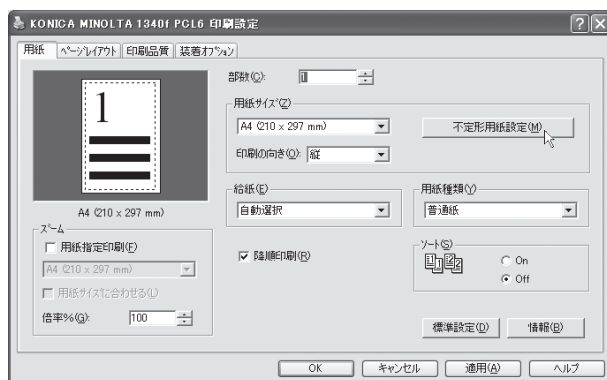 KONICA MINOLTA 1340f PCL6 印刷設定
用紙 ページレイアウト 印刷品質 装着オプション
1
A4 (210 x 297 mm)
ズーム
用紙指定印刷(F)
A4 (210 x 297 mm)
用紙サイズに合わせる(L)
倍率%(G): 100
部数(C): 1
用紙サイズ(Z)
A4 (210 x 297 mm)
不定形用紙設定(M)
印刷の向き(O): 縦
給紙(E)
自動選択
用紙種類(Y)
普通紙
降順印刷(R)
ソート(S)
1 1 2 2
On
Off
標準設定(D) 情報(B)
OK キャンセル 適用(A) ヘルプ